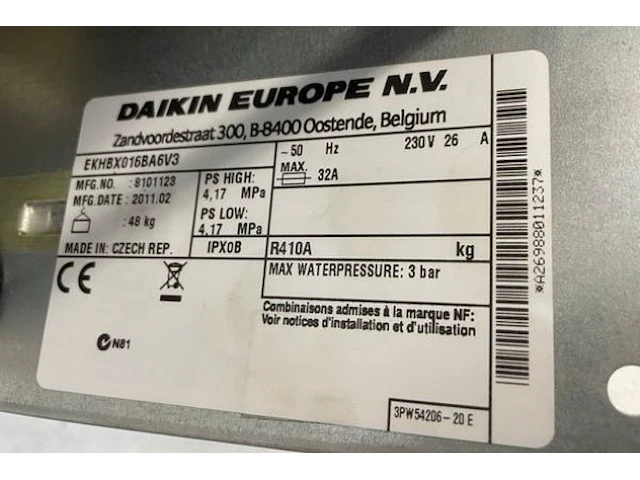 DAIKIN EUROPE N.V.
Zandvoordestraat 300, B-8400 Oostende, Belgium
EKHBX016BA6V3
~50 Hz 230V 26 A
MFG.NO. : 8101123
MFG.DATE : 2011.02
: 48 kg
PS HIGH:
4,17 MPa
PS LOW:
4.17 MPa
MAX.
32A
MADE IN: CZECH REP.
IPX0B
R410A kg
MAX WATERPRESSURE: 3 bar
CE
Combinaisons admises à la marque NF:
Voir notices d'installation et d'utilisation
N81
3PW54206-20 E
*A26988011237*